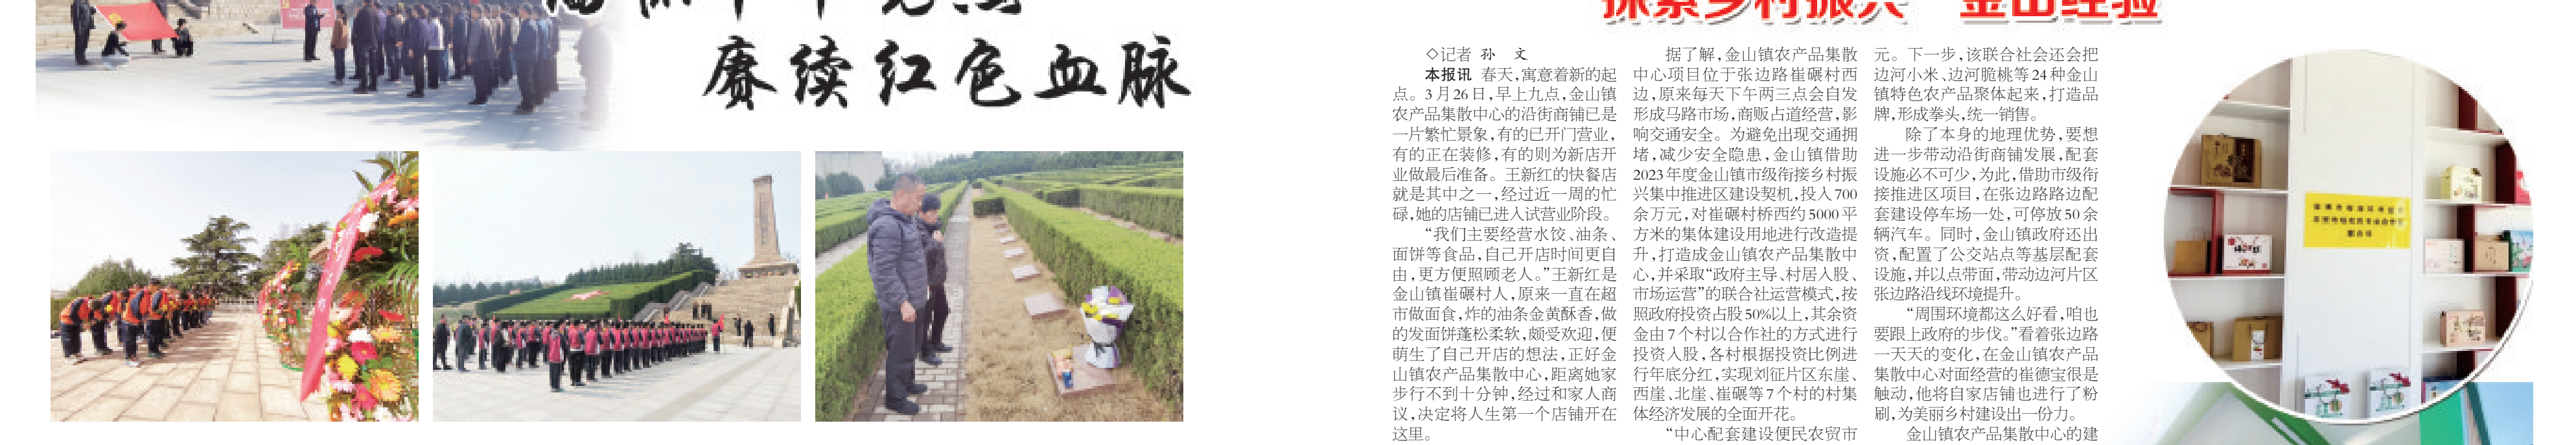 赓续红色血脉
探索乡村振兴“金山经验”
◇记者 孙 文
本报讯 春天,寓意着新的起
点。3月26日,早上九点,金山镇
农产品集散中心的沿街商铺已是
一片繁忙景象,有的已开门营业,
有的正在装修,有的则为新店开
业做最后准备。王新红的快餐店
就是其中之一,经过近一周的忙
碌,她的店铺已进入试营业阶段。
“我们主要经营水饺、油条、
面饼等食品,自己开店时间更自
由,更方便照顾老人。”王新红是
金山镇崔碾村人,原来一直在超
市做面食,炸的油条金黄酥香,做
的发面饼蓬松柔软,颇受欢迎,便
萌生了自己开店的想法,正好金
山镇农产品集散中心,距离她家
步行不到十分钟,经过和家人商
议,决定将人生第一个店铺开在
这里。
据了解,金山镇农产品集散
中心项目位于张边路崔碾村西
边,原来每天下午两三点会自发
形成马路市场,商贩占道经营,影
响交通安全。为避免出现交通拥
堵,减少安全隐患,金山镇借助
2023年度金山镇市级衔接乡村振
兴集中推进区建设契机,投入700
余万元,对崔碾村桥西约5000平
方米的集体建设用地进行改造提
升,打造成金山镇农产品集散中
心,并采取“政府主导、村居入股、
市场运营”的联合社运营模式,按
照政府投资占股50%以上,其余资
金由7个村以合作社的方式进行
投资入股,各村根据投资比例进
行年底分红,实现刘征片区东崖、
西崖、北崖、崔碾等7个村的村集
体经济发展的全面开花。
“中心配套建设便民农贸市
元。下一步,该联合社会还会把
边河小米、边河脆桃等24种金山
镇特色农产品聚体起来,打造品
牌,形成拳头,统一销售。
除了本身的地理优势,要想
进一步带动沿街商铺发展,配套
设施必不可少,为此,借助市级衔
接推进区项目,在张边路路边配
套建设停车场一处,可停放50余
辆汽车。同时,金山镇政府还出
资,配置了公交站点等基层配套
设施,并以点带面,带动边河片区
张边路沿线环境提升。
“周围环境都这么好看,咱也
要跟上政府的步伐。”看着张边路
一天天的变化,在金山镇农产品
集散中心对面经营的崔德宝很是
触动,他将自家店铺也进行了粉
刷,为美丽乡村建设出一份力。
金山镇农产品集散中心的建